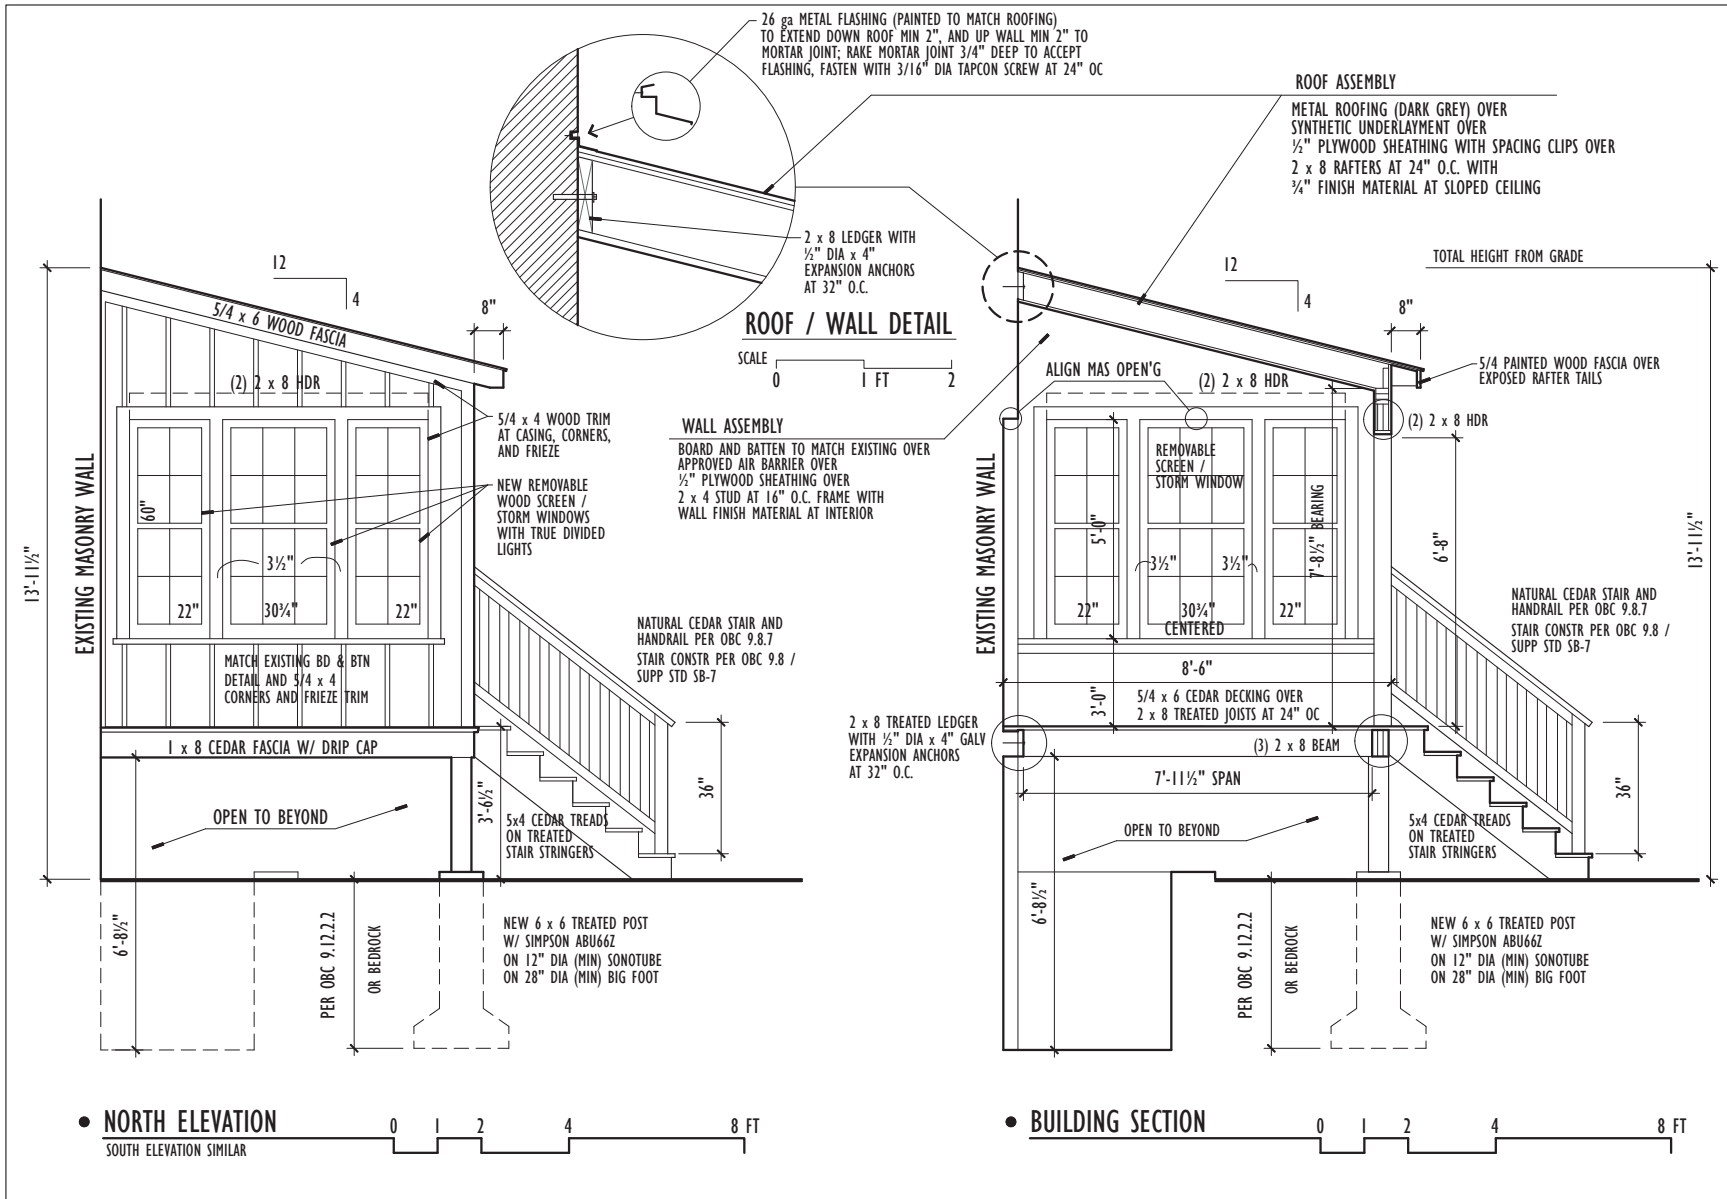 26 ga METAL FLASHING (PAINTED TO MATCH ROOFING)
TO EXTEND DOWN ROOF MIN 2", AND UP WALL MIN 2" TO
MORTAR JOINT; RAKE MORTAR JOINT 3/4" DEEP TO ACCEPT
FLASHING, FASTEN WITH 3/16" DIA TAPCON SCREW AT 24" OC
ROOF ASSEMBLY
METAL ROOFING (DARK GREY) OVER
SYNTHETIC UNDERLAYMENT OVER
½" PLYWOOD SHEATHING WITH SPACING CLIPS OVER
2 x 8 RAFTERS AT 24" O.C. WITH
¾" FINISH MATERIAL AT SLOPED CEILING
2 x 8 LEDGER WITH
½" DIA x 4"
EXPANSION ANCHORS
AT 32" O.C.
ROOF / WALL DETAIL
SCALE
0 1 FT 2
WALL ASSEMBLY
BOARD AND BATTEN TO MATCH EXISTING OVER
APPROVED AIR BARRIER OVER
½" PLYWOOD SHEATHING OVER
2 x 4 STUD AT 16" O.C. FRAME WITH
WALL FINISH MATERIAL AT INTERIOR
12
4
8"
5/4 x 6 WOOD FASCIA
(2) 2 x 8 HDR
5/4 x 4 WOOD TRIM
AT CASING, CORNERS,
AND FRIEZE
NEW REMOVABLE
WOOD SCREEN /
STORM WINDOWS
WITH TRUE DIVIDED
LIGHTS
13'-11½"
EXISTING MASONRY WALL
60"
3½"
22"
30¾"
22"
MATCH EXISTING BD & BTN
DETAIL AND 5/4 x 4
CORNERS AND FRIEZE TRIM
NATURAL CEDAR STAIR AND
HANDRAIL PER OBC 9.8.7
STAIR CONSTR PER OBC 9.8 /
SUPP STD SB-7
1 x 8 CEDAR FASCIA W/ DRIP CAP
OPEN TO BEYOND
3'-6½"
36"
5x4 CEDAR TREADS
ON TREATED
STAIR STRINGERS
6'-8½"
PER OBC 9.12.2.2
OR BEDROCK
NEW 6 x 6 TREATED POST
W/ SIMPSON ABU66Z
ON 12" DIA (MIN) SONOTUBE
ON 28" DIA (MIN) BIG FOOT
NORTH ELEVATION
SOUTH ELEVATION SIMILAR
0 1 2 4 8 FT
TOTAL HEIGHT FROM GRADE
12
4
8"
5/4 PAINTED WOOD FASCIA OVER
EXPOSED RAFTER TAILS
ALIGN MAS OPEN'G
(2) 2 x 8 HDR
(2) 2 x 8 HDR
REMOVABLE
SCREEN /
STORM WINDOW
EXISTING MASONRY WALL
5'-0"
7'-8½" BEARING
6'-8"
13'-11½"
3½"
3½"
22"
30¾"
22"
CENTERED
8'-6"
3'-0"
5/4 x 6 CEDAR DECKING OVER
2 x 8 TREATED JOISTS AT 24" OC
NATURAL CEDAR STAIR AND
HANDRAIL PER OBC 9.8.7
STAIR CONSTR PER OBC 9.8 /
SUPP STD SB-7
2 x 8 TREATED LEDGER
WITH ½" DIA x 4" GALV
EXPANSION ANCHORS
AT 32" O.C.
(3) 2 x 8 BEAM
7'-11½" SPAN
36"
OPEN TO BEYOND
5x4 CEDAR TREADS
ON TREATED
STAIR STRINGERS
6'-8½"
PER OBC 9.12.2.2
OR BEDROCK
NEW 6 x 6 TREATED POST
W/ SIMPSON ABU66Z
ON 12" DIA (MIN) SONOTUBE
ON 28" DIA (MIN) BIG FOOT
BUILDING SECTION
0 1 2 4 8 FT